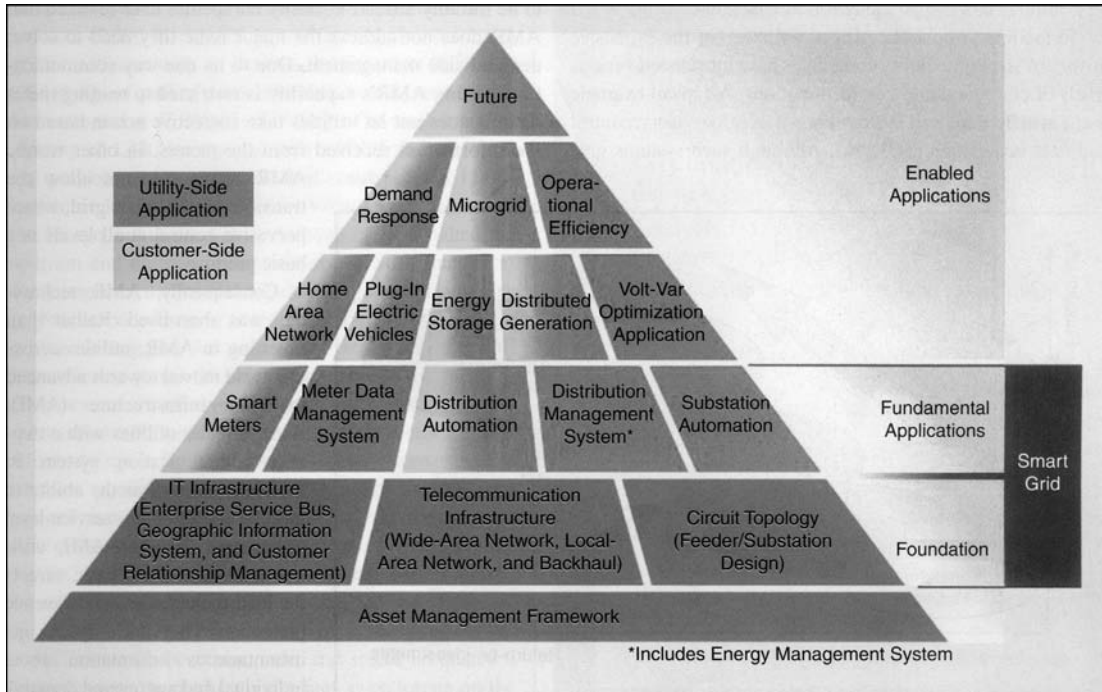 Future
Demand
Response
Microgrid
Opera-
tional
Efficiency
Utility-Side
Application
Customer-Side
Application
Enabled
Applications
Home
Area
Network
Plug-In
Electric
Vehicles
Energy
Storage
Distributed
Generation
Volt-Var
Optimization
Application
Smart
Meters
Meter Data
Management
System
Distribution
Automation
Distribution
Management
System*
Substation
Automation
Fundamental
Applications
Smart
Grid
IT Infrastructure
(Enterprise Service Bus,
Geographic Information
System, and Customer
Relationship Management)
Telecommunication
Infrastructure
(Wide-Area Network, Local-
Area Network, and Backhaul)
Circuit Topology
(Feeder/Substation
Design)
Foundation
Asset Management Framework
*Includes Energy Management System